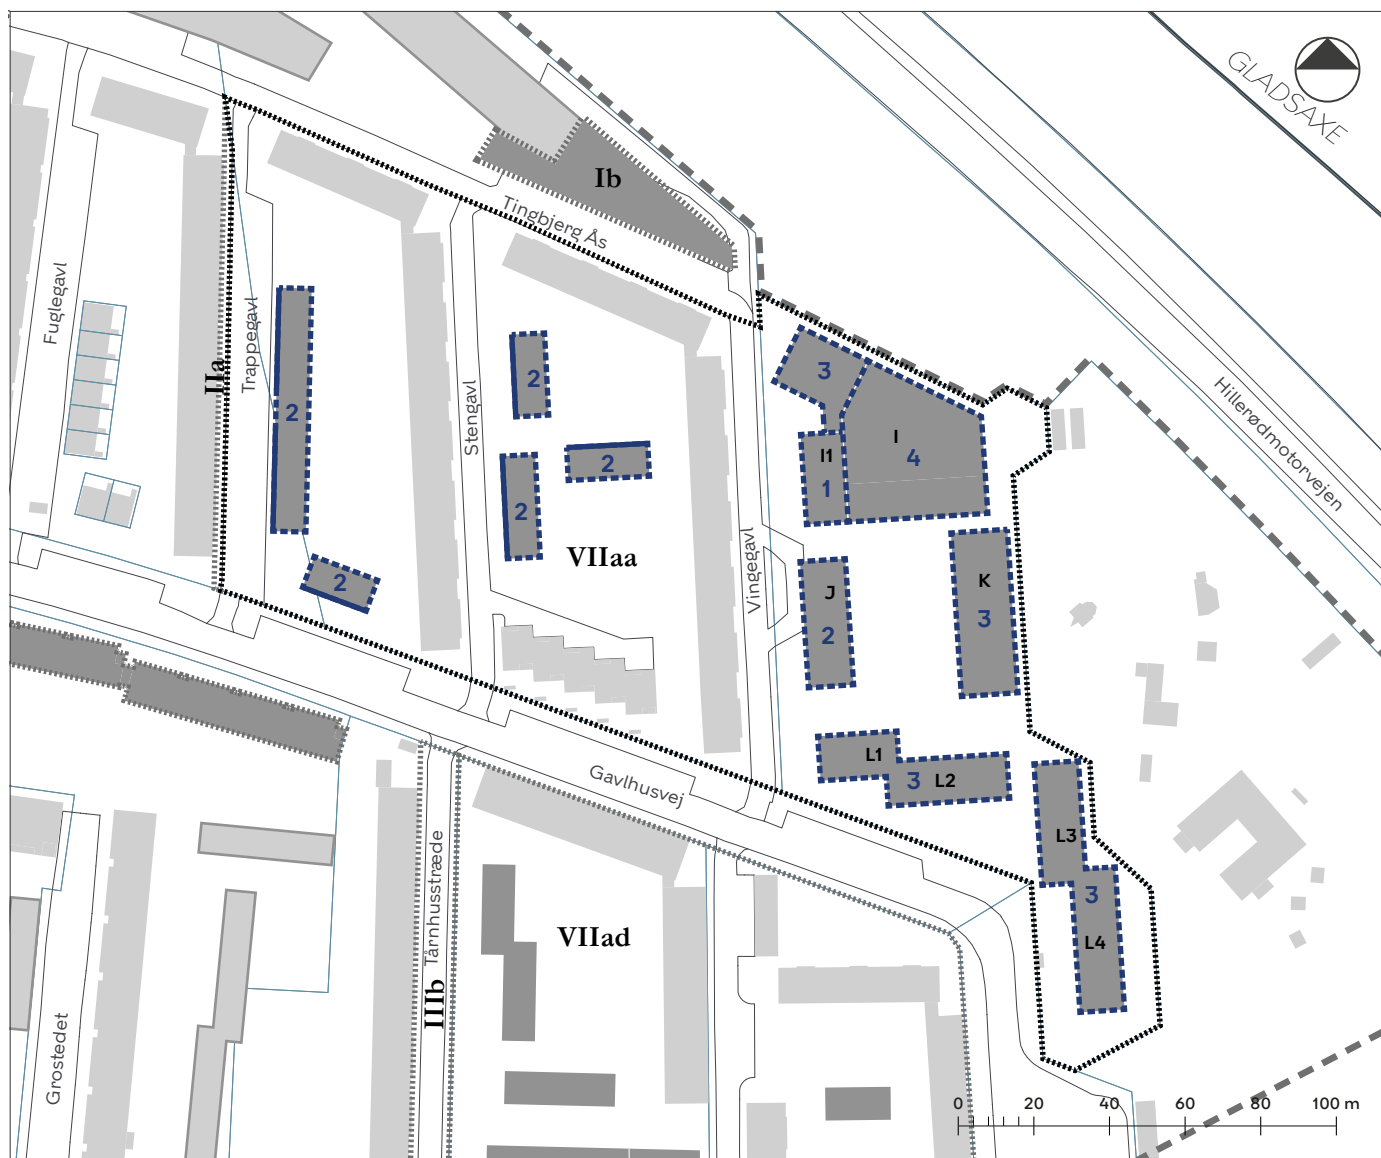 GLADSAXE
Ib
Tingbjerg Ås
Fuglegavl
IIa
Trappegavl
2
2
2
2
2
Stengavl
VIIaa
Vingegavl
Hillerødmotorvejen
3
I
4
I1
1
J
2
K
3
L1
3
L2
L3
3
L4
Gavlhusvej
Tårnhusstræde
IIIb
VIIad
Grostedet
0 20 40 60 80 100 m